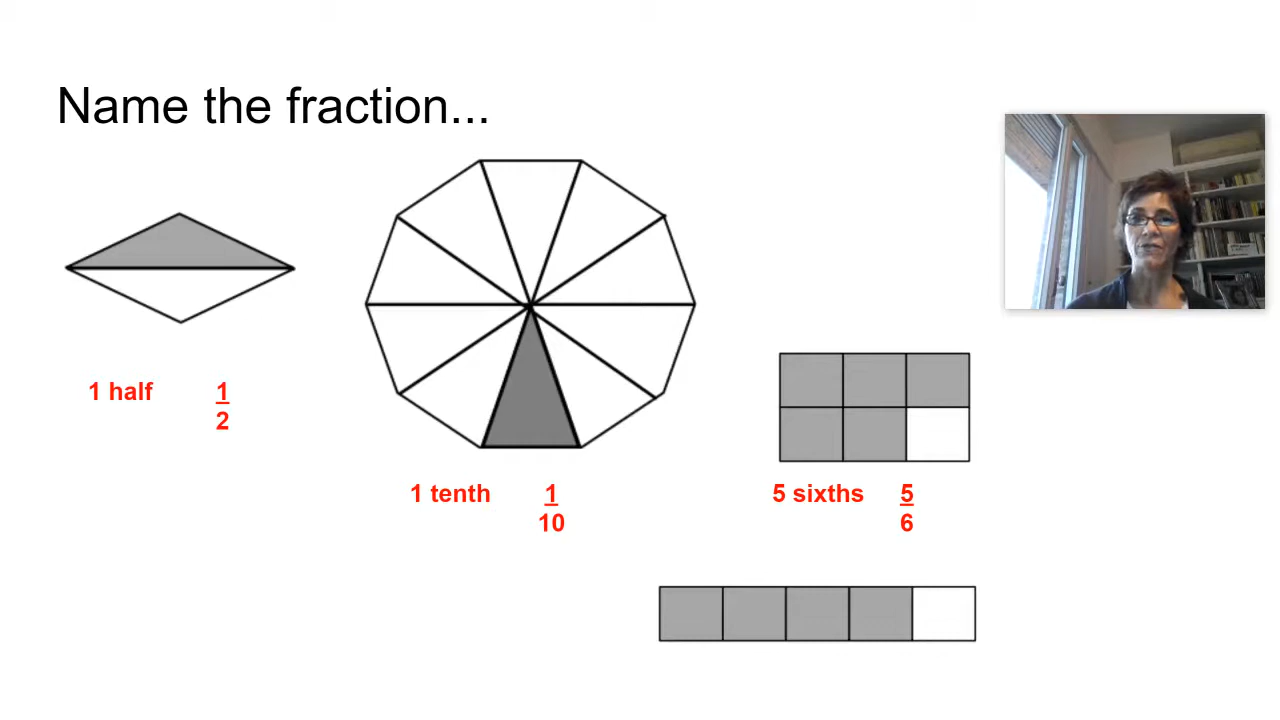 Name the fraction...
1 half 1
2
1 tenth 1
10
5 sixths 5
6